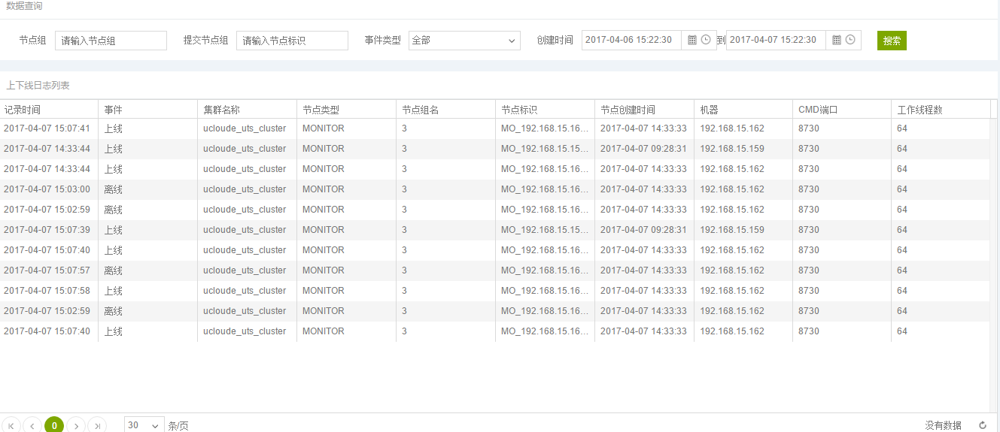 数据查询
节点组 请输入节点组 提交节点组 请输入节点标识 事件类型 全部 创建时间 2017-04-06 15:22:30 到 2017-04-07 15:22:30 搜索
上下线日志列表
记录时间 事件 集群名称 节点类型 节点组名 节点标识 节点创建时间 机器 CMD端口 工作线程数
2017-04-07 15:07:41 上线 ucloude_uts_cluster MONITOR 3 MO_192.168.15.16... 2017-04-07 14:33:33 192.168.15.162 8730 64
2017-04-07 14:33:44 上线 ucloude_uts_cluster MONITOR 3 MO_192.168.15.15... 2017-04-07 09:28:31 192.168.15.159 8730 64
2017-04-07 14:33:44 上线 ucloude_uts_cluster MONITOR 3 MO_192.168.15.16... 2017-04-07 14:33:33 192.168.15.162 8730 64
2017-04-07 15:03:00 离线 ucloude_uts_cluster MONITOR 3 MO_192.168.15.16... 2017-04-07 14:33:33 192.168.15.162 8730 64
2017-04-07 15:02:59 离线 ucloude_uts_cluster MONITOR 3 MO_192.168.15.16... 2017-04-07 14:33:33 192.168.15.162 8730 64
2017-04-07 15:07:39 上线 ucloude_uts_cluster MONITOR 3 MO_192.168.15.15... 2017-04-07 09:28:31 192.168.15.159 8730 64
2017-04-07 15:07:40 上线 ucloude_uts_cluster MONITOR 3 MO_192.168.15.16... 2017-04-07 14:33:33 192.168.15.162 8730 64
2017-04-07 15:07:57 离线 ucloude_uts_cluster MONITOR 3 MO_192.168.15.16... 2017-04-07 14:33:33 192.168.15.162 8730 64
2017-04-07 15:07:58 上线 ucloude_uts_cluster MONITOR 3 MO_192.168.15.16... 2017-04-07 14:33:33 192.168.15.162 8730 64
2017-04-07 15:02:59 离线 ucloude_uts_cluster MONITOR 3 MO_192.168.15.16... 2017-04-07 14:33:33 192.168.15.162 8730 64
2017-04-07 15:07:40 上线 ucloude_uts_cluster MONITOR 3 MO_192.168.15.16... 2017-04-07 14:33:33 192.168.15.162 8730 64
0 30 条/页 没有数据